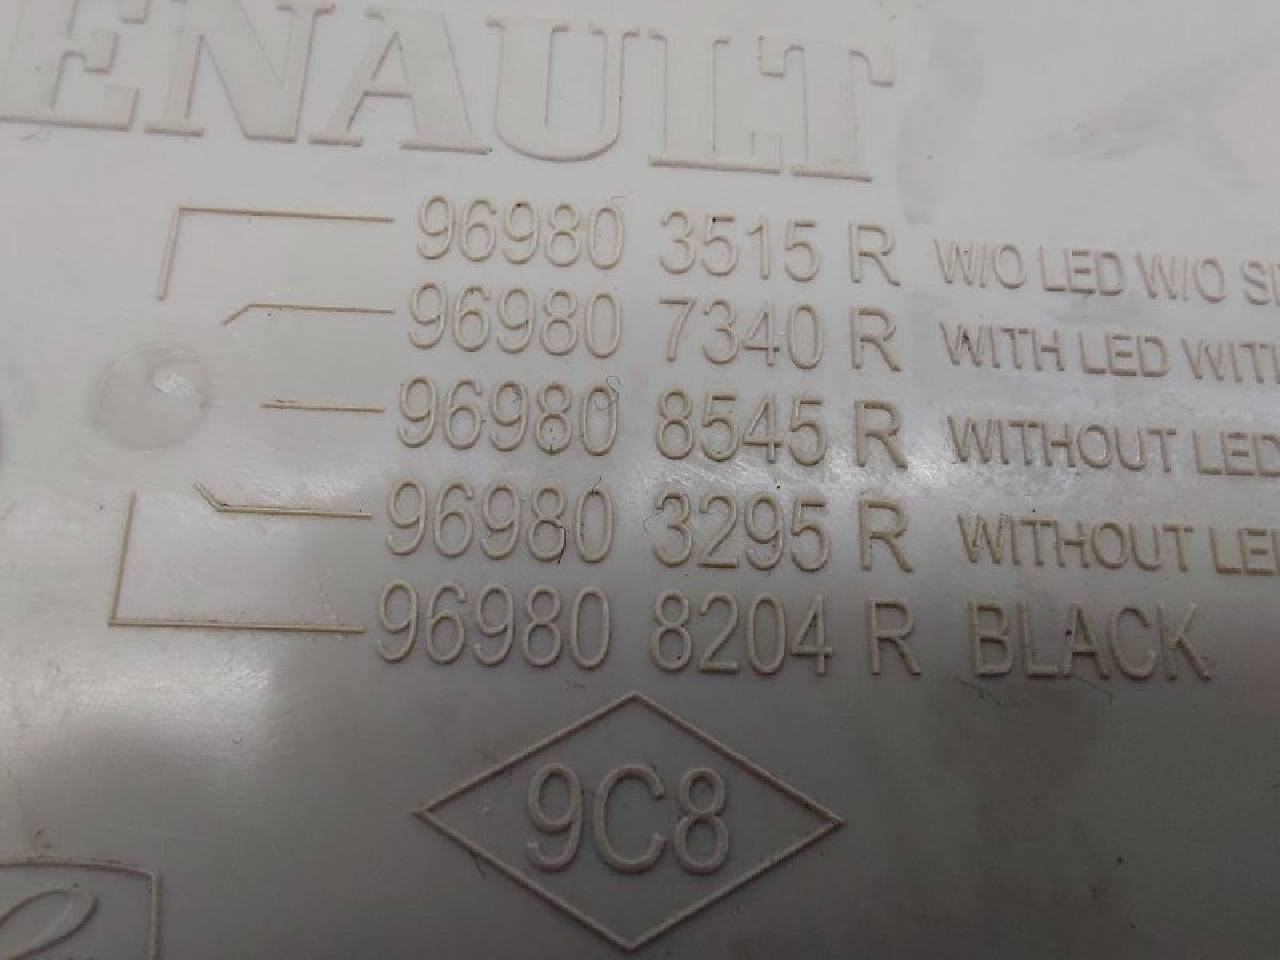 ENAULT
96980 3515 R W/O LED W/O
96980 7340 R WITH LED WITH
96980 8545 R WITHOUT LED
96980 3295 R WITHOUT LED
96980 8204 R BLACK
9C8